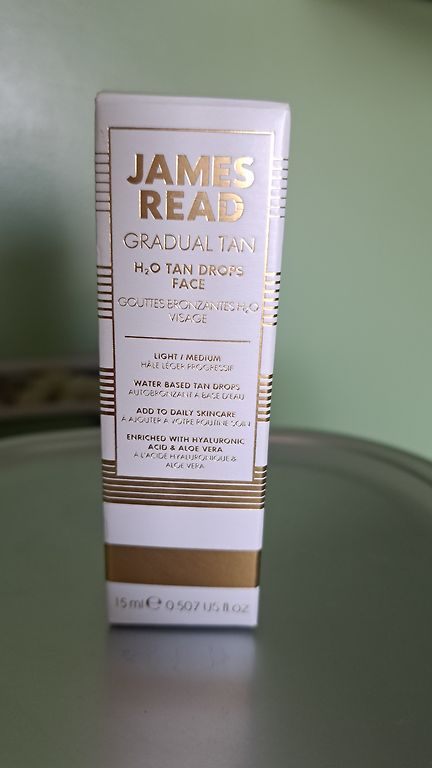 JAMES
READ
GRADUAL TAN
H₂O TAN DROPS
FACE
GOUTTES BRONZANTES H₂O
VISAGE
LIGHT / MEDIUM
HÂLE LÉGER PROGRESSIF
WATER BASED TAN DROPS
AUTOBRONZANT À BASE D'EAU
ADD TO DAILY SKINCARE
À AJOUTER À VOTRE ROUTINE SOIN
ENRICHED WITH HYALURONIC
ACID & ALOE VERA
À L'ACIDE HYALURONIQUE &
ALOE VERA
15 ml ℮ 0.507 US fl oz